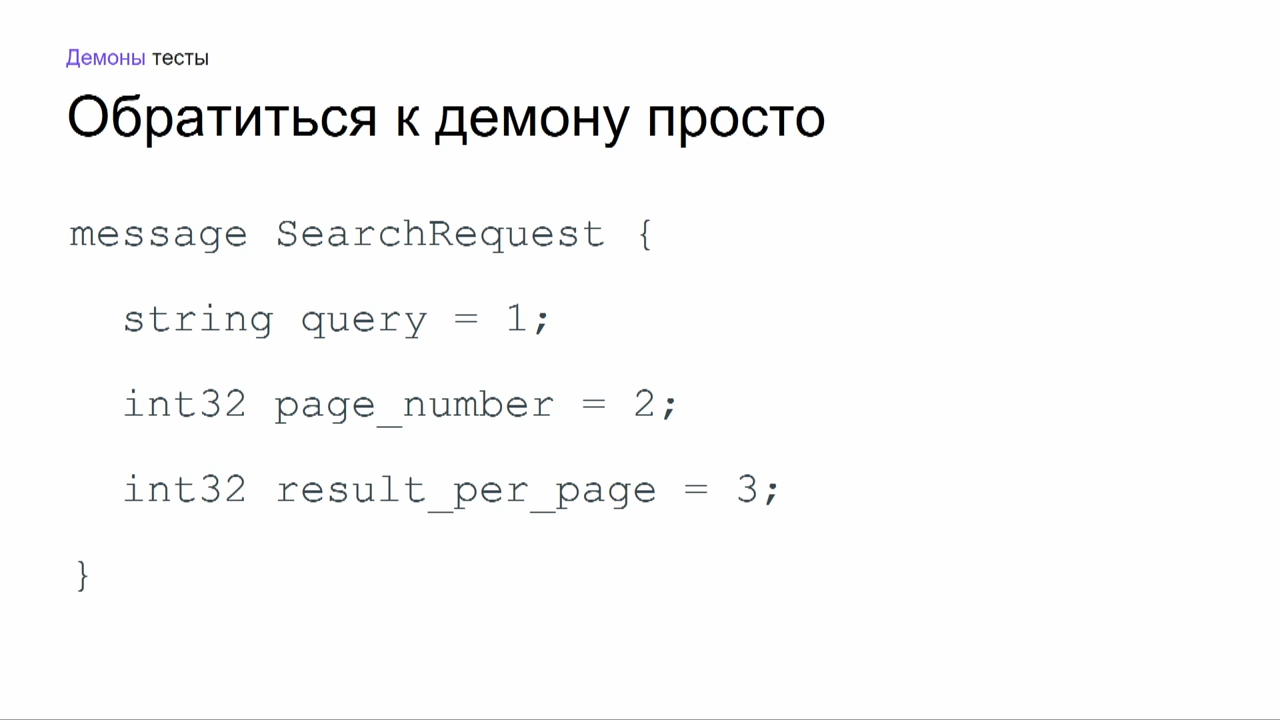 Демоны тесты
Обратиться к демону просто
message SearchRequest {
string query = 1;
int32 page_number = 2;
int32 result_per_page = 3;
}